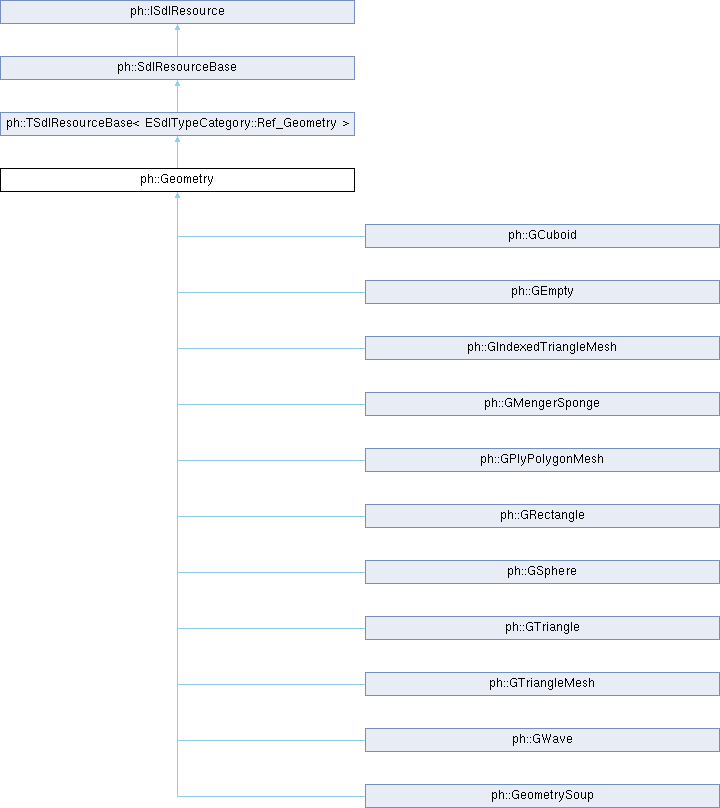 ph::ISdlResource
ph::SdlResourceBase
ph::TSdlResourceBase< ESdlTypeCategory::Ref_Geometry >
ph::Geometry
ph::GCuboid
ph::GEmpty
ph::GIndexedTriangleMesh
ph::GMengerSponge
ph::GPlyPolygonMesh
ph::GRectangle
ph::GSphere
ph::GTriangle
ph::GTriangleMesh
ph::GWave
ph::GeometrySoup